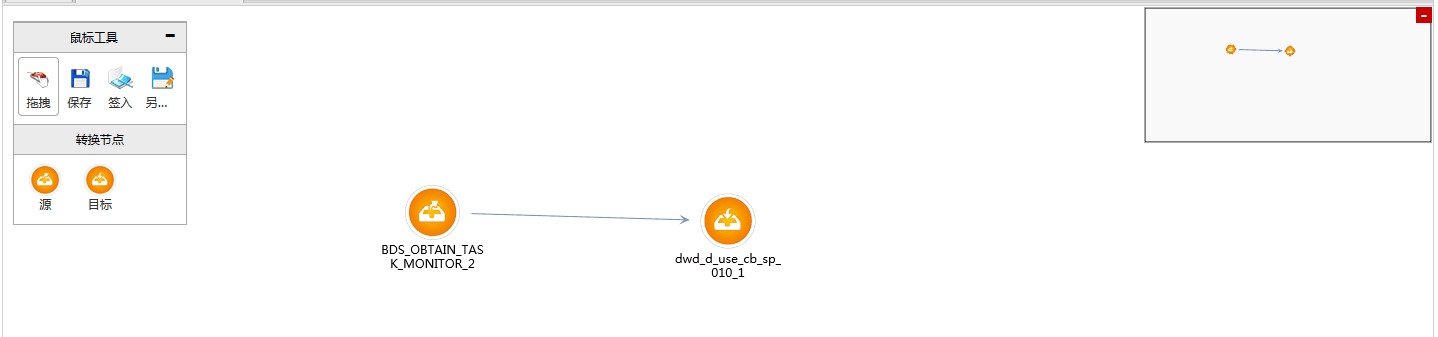 鼠标工具
拖拽
保存
签入
另...
转换节点
源
目标
BDS_OBTAIN_TAS
K_MONITOR_2
dwd_d_use_cb_sp_
010_1